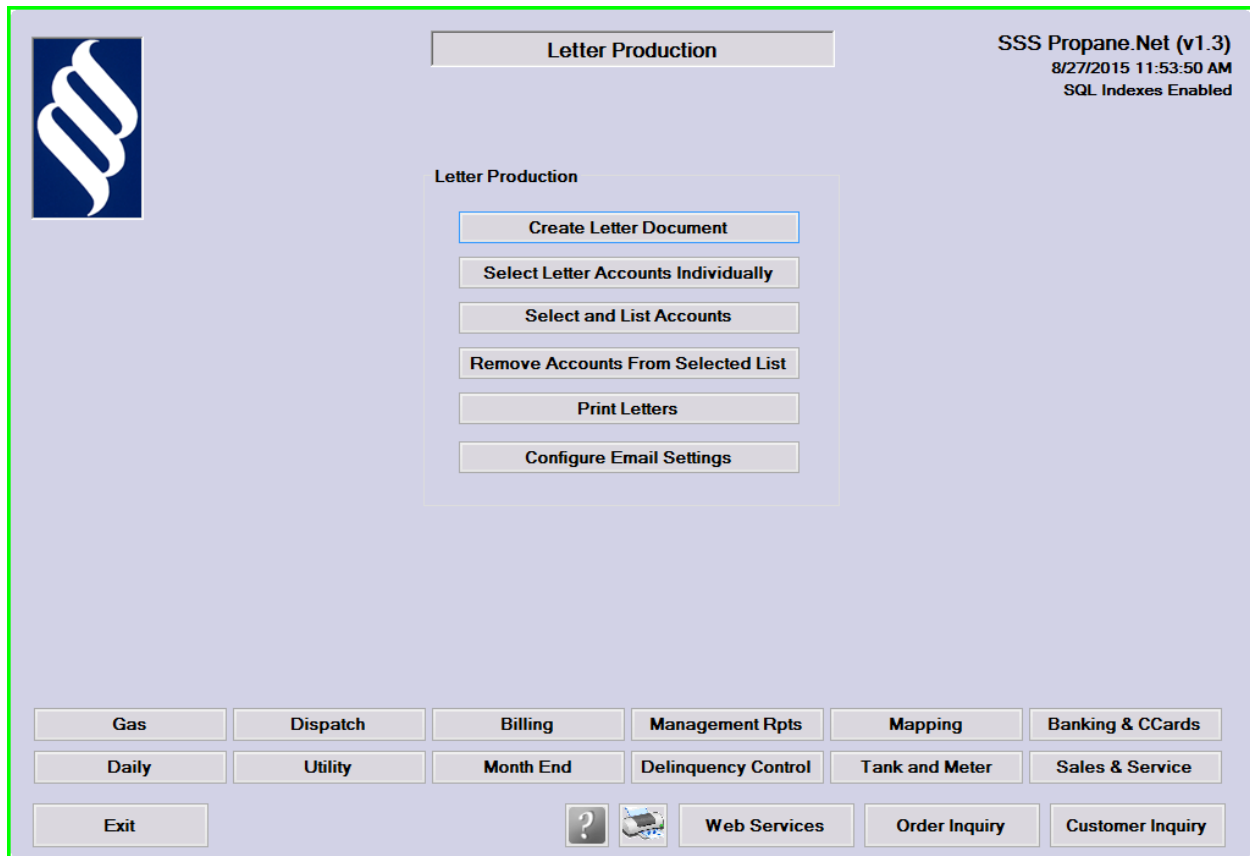 Letter Production
SSS Propane.Net (v1.3)
8/27/2015 11:53:50 AM
SQL Indexes Enabled
Letter Production
Create Letter Document
Select Letter Accounts Individually
Select and List Accounts
Remove Accounts From Selected List
Print Letters
Configure Email Settings
Gas Dispatch Billing Management Rpts Mapping Banking & CCards
Daily Utility Month End Delinquency Control Tank and Meter Sales & Service
Exit ? Web Services Order Inquiry Customer Inquiry